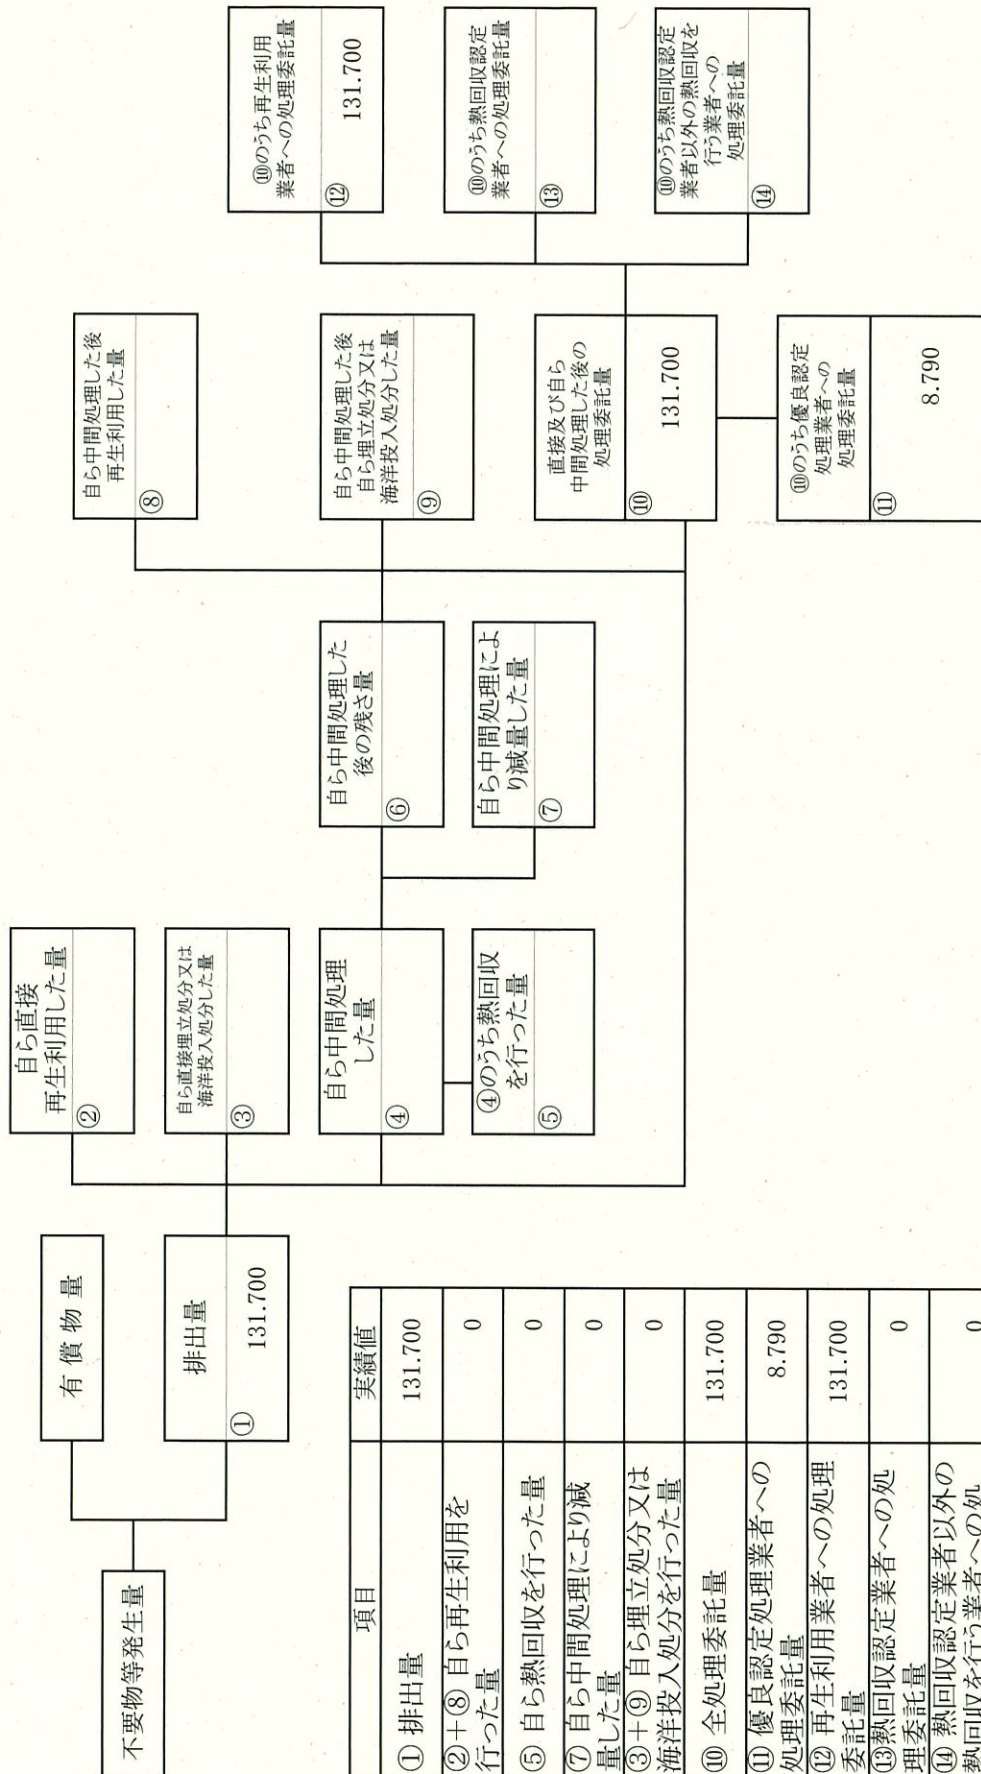 不要物等発生量
有償物量
排出量
①
131.700
自ら直接
再生利用した量
②
自ら直接埋立処分又は
海洋投入処分した量
③
自ら中間処理
した量
④
④のうち熱回収
を行った量
⑤
自ら中間処理した
後の残さ量
⑥
自ら中間処理によ
り減量した量
⑦
自ら中間処理した後
再生利用した量
⑧
自ら中間処理した後
自ら埋立処分又は
海洋投入処分した量
⑨
直接及び自ら
中間処理した後の
処理委託量
⑩
131.700
⑩のうち優良認定
処理業者への
処理委託量
⑪
8.790
⑩のうち再生利用
業者への処理委託量
⑫
131.700
⑩のうち熱回収認定
業者への処理委託量
⑬
⑩のうち熱回収認定
業者以外の熱回収を
行う業者への
処理委託量
⑭
項目
実績値
①排出量
131.700
②+⑧ 自ら再生利用を
行った量
0
⑤ 自ら熱回収を行った量
0
⑦ 自ら中間処理により減
量した量
0
③+⑨ 自ら埋立処分又は
海洋投入処分を行った量
0
⑩ 全処理委託量
131.700
⑪ 優良認定処理業者への
処理委託量
8.790
⑫ 再生利用業者への処理
委託量
131.700
⑬熱回収認定業者への処
理委託量
0
⑭ 熱回収認定業者以外の
熱回収を行う業者への処
0